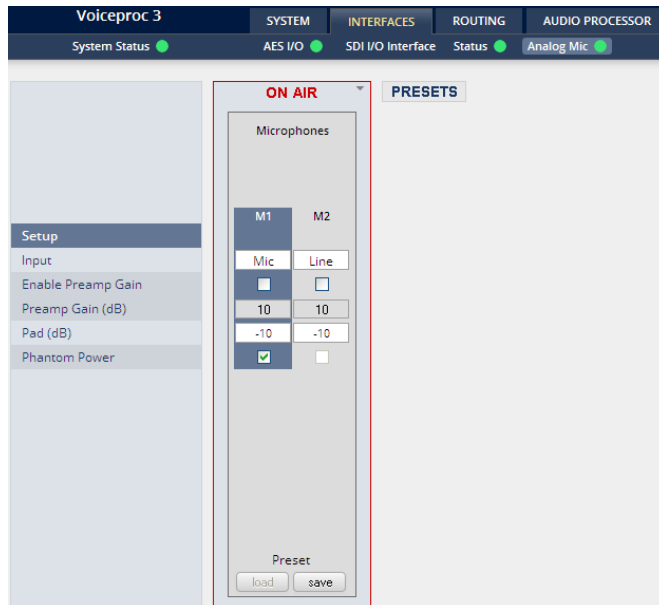 Voiceproc 3 SYSTEM INTERFACES ROUTING AUDIO PROCESSOR
System Status AES I/O SDI I/O Interface Status Analog Mic
ON AIR PRESETS
Microphones
M1 M2
Setup
Input Mic Line
Enable Preamp Gain
Preamp Gain (dB) 10 10
Pad (dB) -10 -10
Phantom Power
Preset
load save